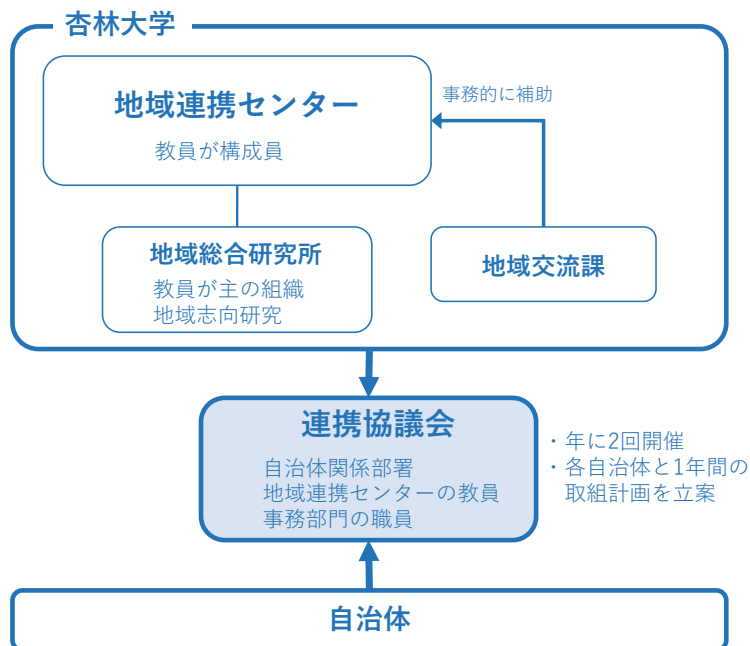 杏林大学
地域連携センター
教員が構成員
事務的に補助
地域総合研究所
教員が主の組織
地域志向研究
地域交流課
連携協議会
自治体関係部署
地域連携センターの教員
事務部門の職員
・年に2回開催
・各自治体と1年間の
取組計画を立案
自治体